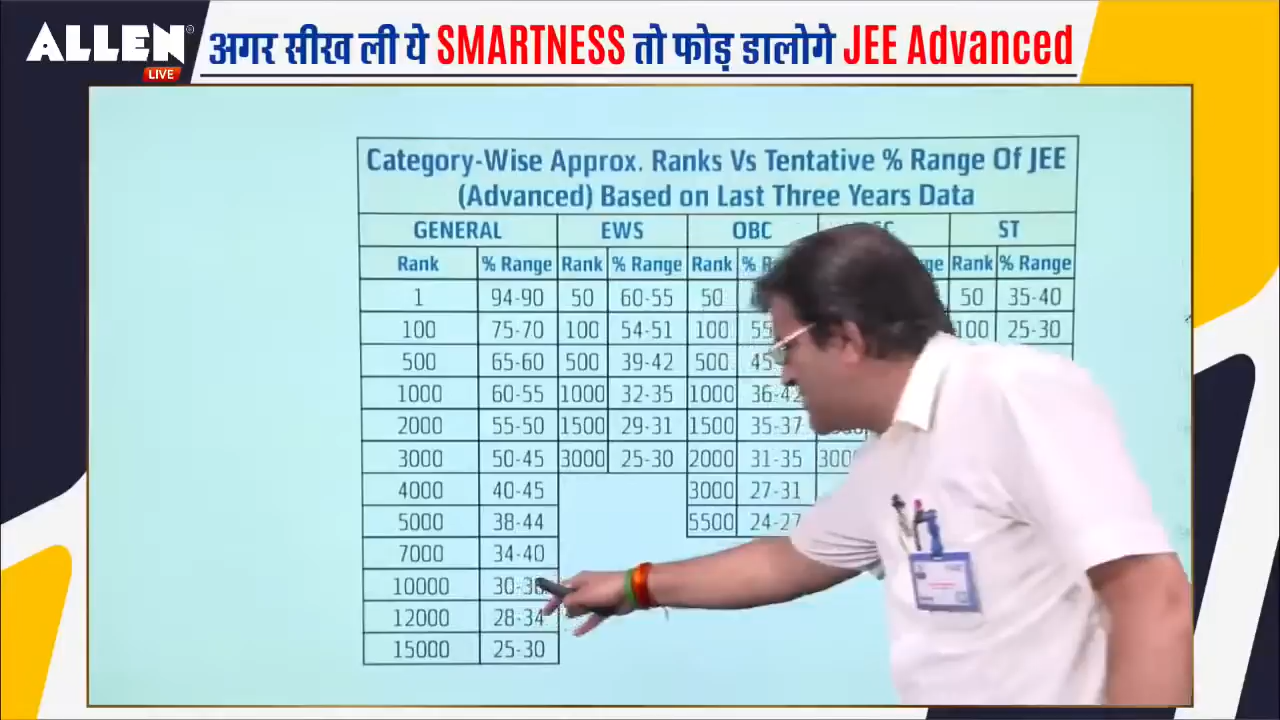 ALLEN
LIVE
अगर सीख ली ये SMARTNESS तो फोड़ डालोगे JEE Advanced
Category-Wise Approx. Ranks Vs Tentative % Range Of JEE
(Advanced) Based on Last Three Years Data
GENERAL EWS OBC ST
Rank % Range Rank % Range Rank % Rank % Range
1 94-90 50 60-55 50 50 35-40
100 75-70 100 54-51 100 100 25-30
500 65-60 500 39-42 500
1000 60-55 1000 32-35 1000 36-42
2000 55-50 1500 29-31 1500 35-37
3000 50-45 3000 25-30 2000 31-35
4000 40-45 3000 27-31
5000 38-44 5500 24-27
7000 34-40
10000
12000 28-34
15000 25-30